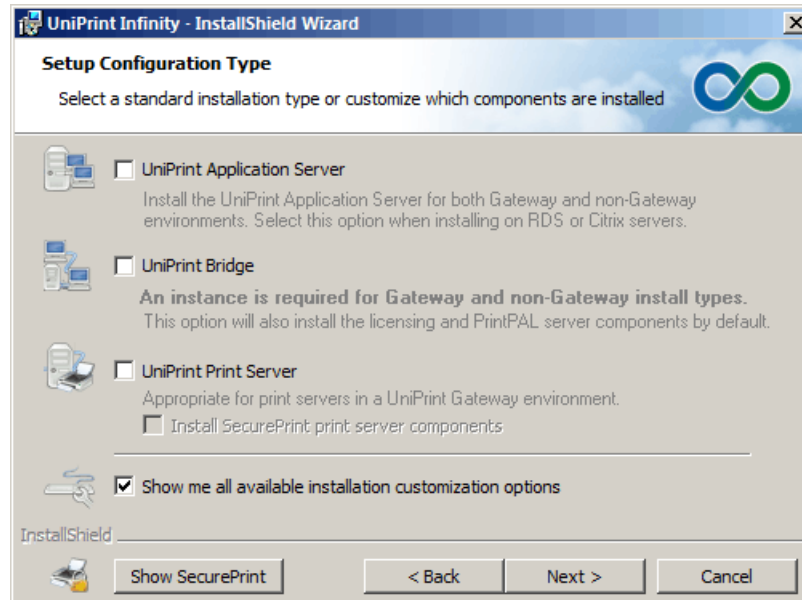 UniPrint Infinity - InstallShield Wizard
Setup Configuration Type
Select a standard installation type or customize which components are installed
UniPrint Application Server
Install the UniPrint Application Server for both Gateway and non-Gateway
environments. Select this option when installing on RDS or Citrix servers.
UniPrint Bridge
An instance is required for Gateway and non-Gateway install types.
This option will also install the licensing and PrintPAL server components by default.
UniPrint Print Server
Appropriate for print servers in a UniPrint Gateway environment.
Install SecurePrint print server components
Show me all available installation customization options
InstallShield
Show SecurePrint
< Back
Next >
Cancel